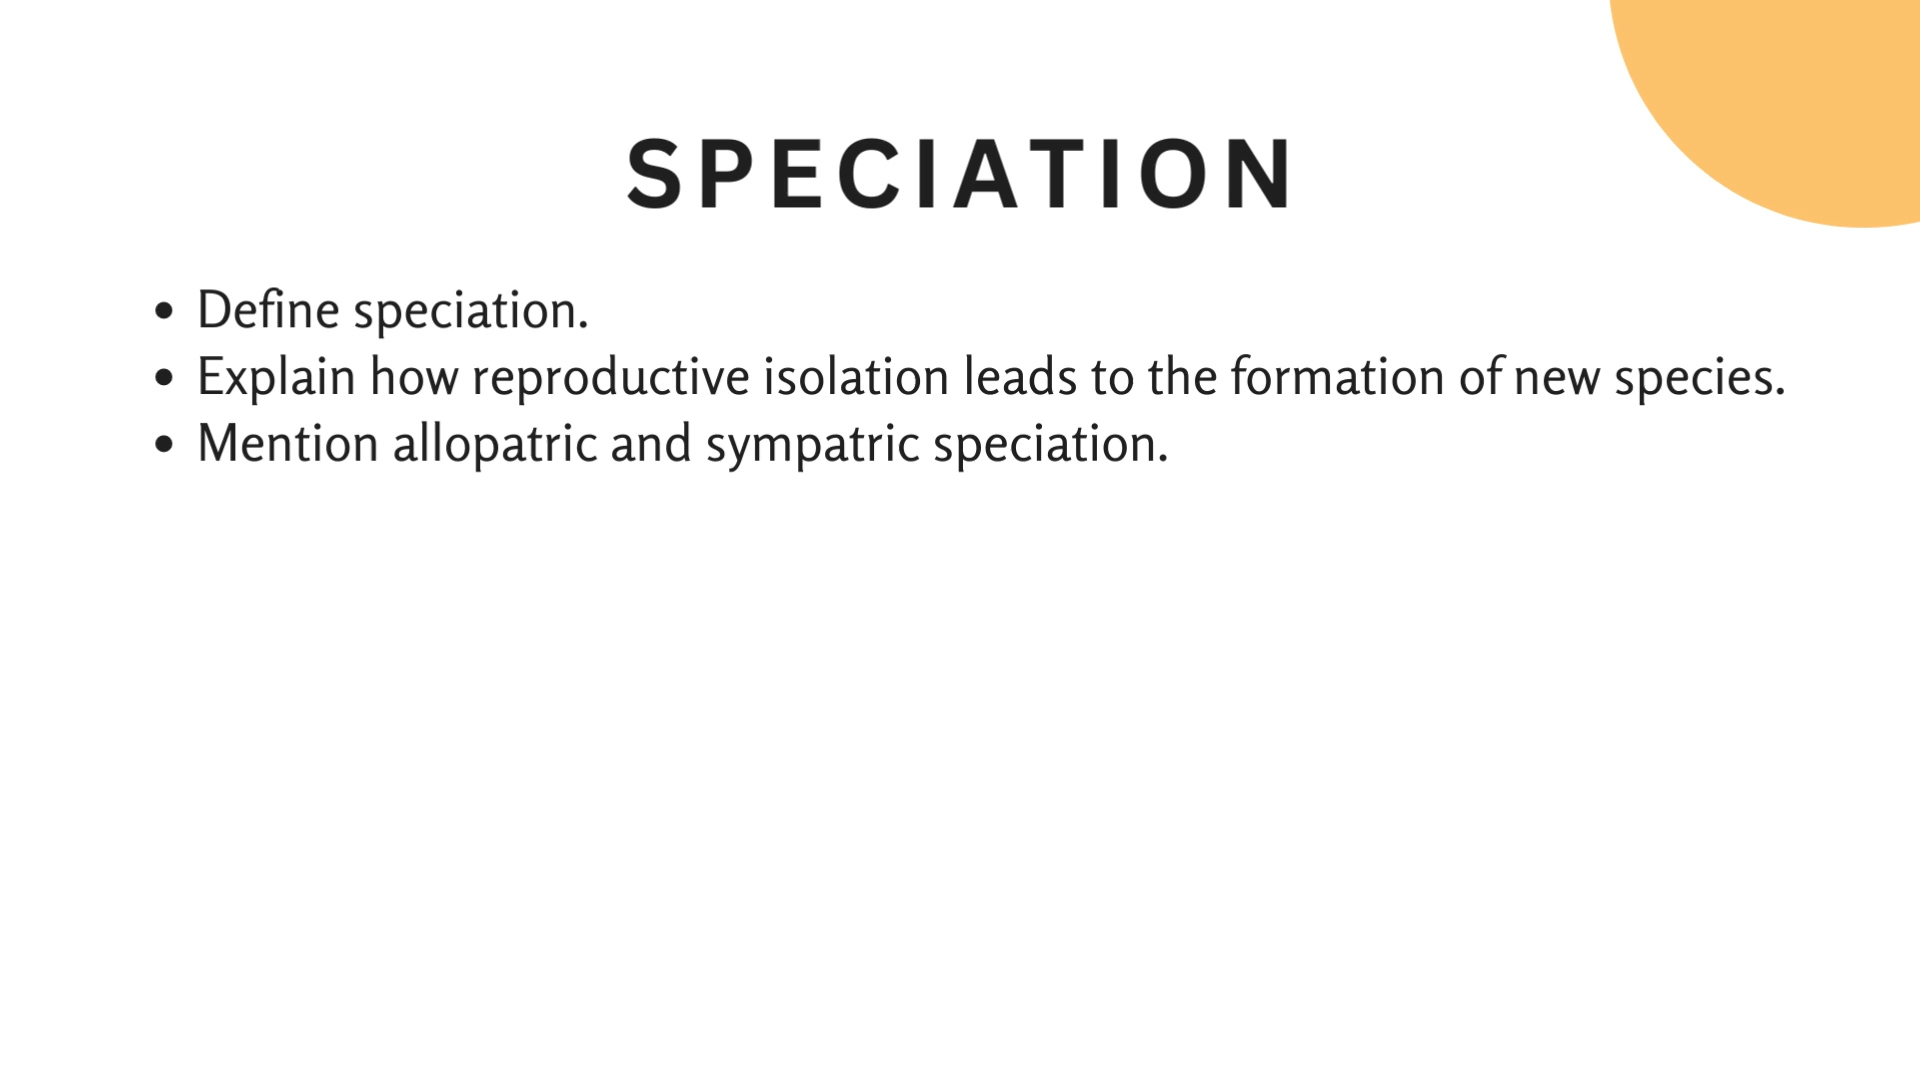 SPECIATION
• Define speciation.
• Explain how reproductive isolation leads to the formation of new species.
• Mention allopatric and sympatric speciation.